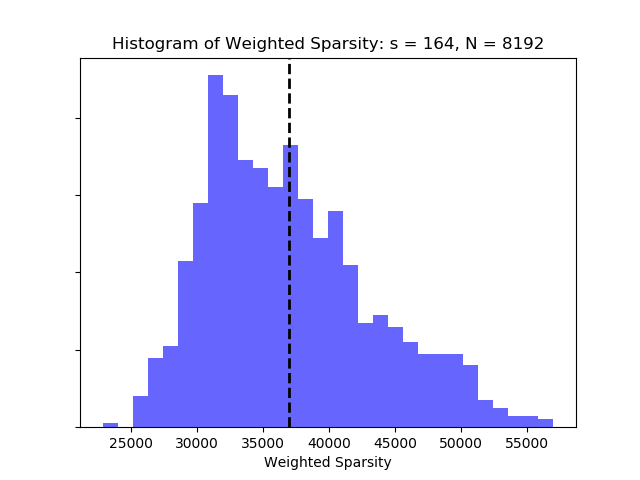 Histogram of Weighted Sparsity: s = 164, N = 8192
25000 30000 35000 40000 45000 50000 55000
Weighted Sparsity